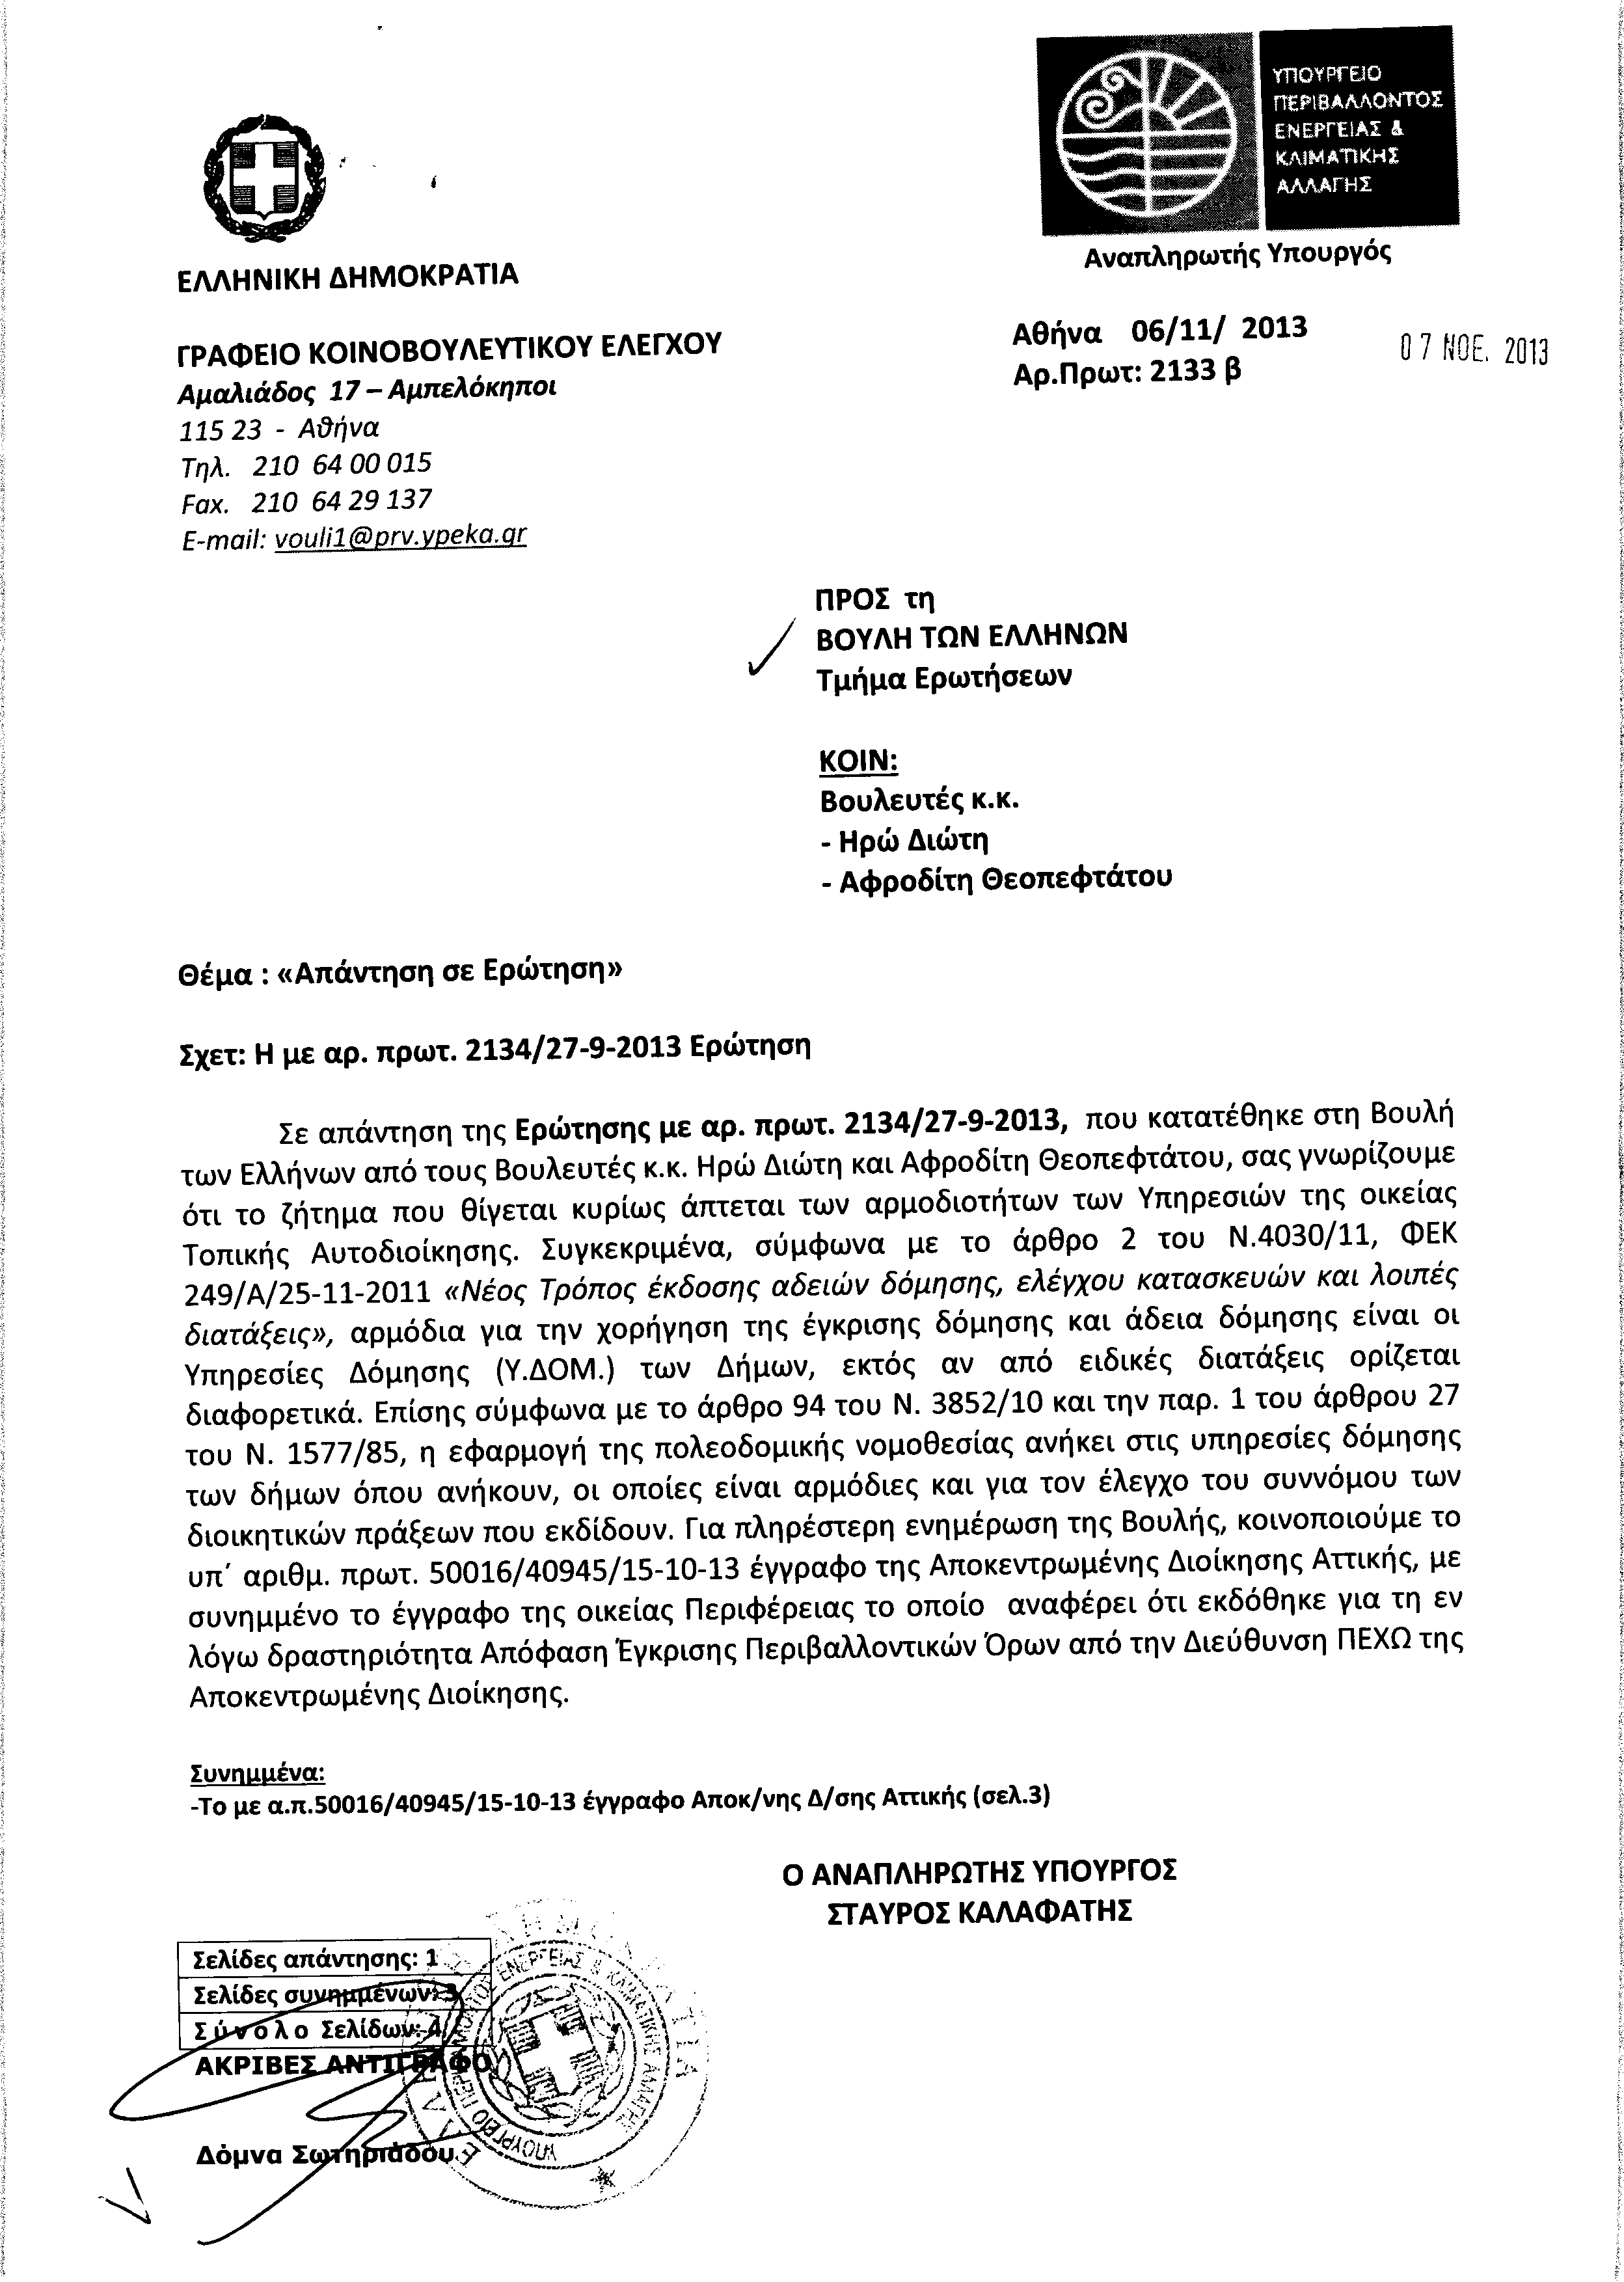 ΥΠΟΥΡΓΕΙΟ
ΠΕΡΙΒΑΛΛΟΝΤΟΣ
ΕΝΕΡΓΕΙΑΣ &
ΚΛΙΜΑΤΙΚΗΣ
ΑΛΛΑΓΗΣ
Αναπληρωτής Υπουργός
ΕΛΛΗΝΙΚΗ ΔΗΜΟΚΡΑΤΙΑ
ΓΡΑΦΕΙΟ ΚΟΙΝΟΒΟΥΛΕΥΤΙΚΟΥ ΕΛΕΓΧΟΥ
Αμαλιάδος 17 – Αμπελόκηποι
115 23 - Αθήνα
Τηλ. 210 64 00 015
Fax. 210 64 29 137
E-mail: vouli1@prv.ypeka.gr
Αθήνα 06/11/ 2013
Αρ.Πρωτ: 2133 β
07 ΝΟΕ. 2013
ΠΡΟΣ τη
ΒΟΥΛΗ ΤΩΝ ΕΛΛΗΝΩΝ
Τμήμα Ερωτήσεων
ΚΟΙΝ:
Βουλευτές κ.κ.
- Ηρώ Διώτη
- Αφροδίτη Θεοπεφτάτου
Θέμα : «Απάντηση σε Ερώτηση»
Σχετ: Η με αρ. πρωτ. 2134/27-9-2013 Ερώτηση
Σε απάντηση της Ερώτησης με αρ. πρωτ. 2134/27-9-2013, που κατατέθηκε στη Βουλή
των Ελλήνων από τους Βουλευτές κ.κ. Ηρώ Διώτη και Αφροδίτη Θεοπεφτάτου, σας γνωρίζουμε
ότι το ζήτημα που θίγεται κυρίως άπτεται των αρμοδιοτήτων των Υπηρεσιών της οικείας
Τοπικής Αυτοδιοίκησης. Συγκεκριμένα, σύμφωνα με το άρθρο 2 του Ν.4030/11, ΦΕΚ
249/Α/25-11-2011 «Νέος Τρόπος έκδοσης αδειών δόμησης, ελέγχου κατασκευών και λοιπές
διατάξεις», αρμόδια για την χορήγηση της έγκρισης δόμησης και άδεια δόμησης είναι οι
Υπηρεσίες Δόμησης (Υ.ΔΟΜ.) των Δήμων, εκτός αν από ειδικές διατάξεις ορίζεται
διαφορετικά. Επίσης σύμφωνα με το άρθρο 94 του Ν. 3852/10 και την παρ. 1 του άρθρου 27
του Ν. 1577/85, η εφαρμογή της πολεοδομικής νομοθεσίας ανήκει στις υπηρεσίες δόμησης
των δήμων όπου ανήκουν, οι οποίες είναι αρμόδιες και για τον έλεγχο του συννόμου των
διοικητικών πράξεων που εκδίδουν. Για πληρέστερη ενημέρωση της Βουλής, κοινοποιούμε το
υπ΄ αριθμ. πρωτ. 50016/40945/15-10-13 έγγραφο της Αποκεντρωμένης Διοίκησης Αττικής, με
συνημμένο το έγγραφο της οικείας Περιφέρειας το οποίο αναφέρει ότι εκδόθηκε για τη εν
λόγω δραστηριότητα Απόφαση Έγκρισης Περιβαλλοντικών Όρων από την Διεύθυνση ΠΕΧΩ της
Αποκεντρωμένης Διοίκησης.
Συνημμένα:
-Το με α.π.50016/40945/15-10-13 έγγραφο Αποκ/νης Δ/σης Αττικής (σελ.3)
Ο ΑΝΑΠΛΗΡΩΤΗΣ ΥΠΟΥΡΓΟΣ
ΣΤΑΥΡΟΣ ΚΑΛΑΦΑΤΗΣ
Σελίδες απάντησης: 1
Σελίδες συνημμένων: 3
Σύνολο Σελίδων: 4
ΑΚΡΙΒΕΣ ΑΝΤΙΓΡΑΦΟ
Δόμνα Σωτηριάδου
ΥΠΟΥΡΓΕΙΟ ΠΕΡΙΒΑΛΛΟΝΤΟΣ ΕΝΕΡΓΕΙΑΣ & ΚΛΙΜΑΤΙΚΗΣ ΑΛΛΑΓΗΣ